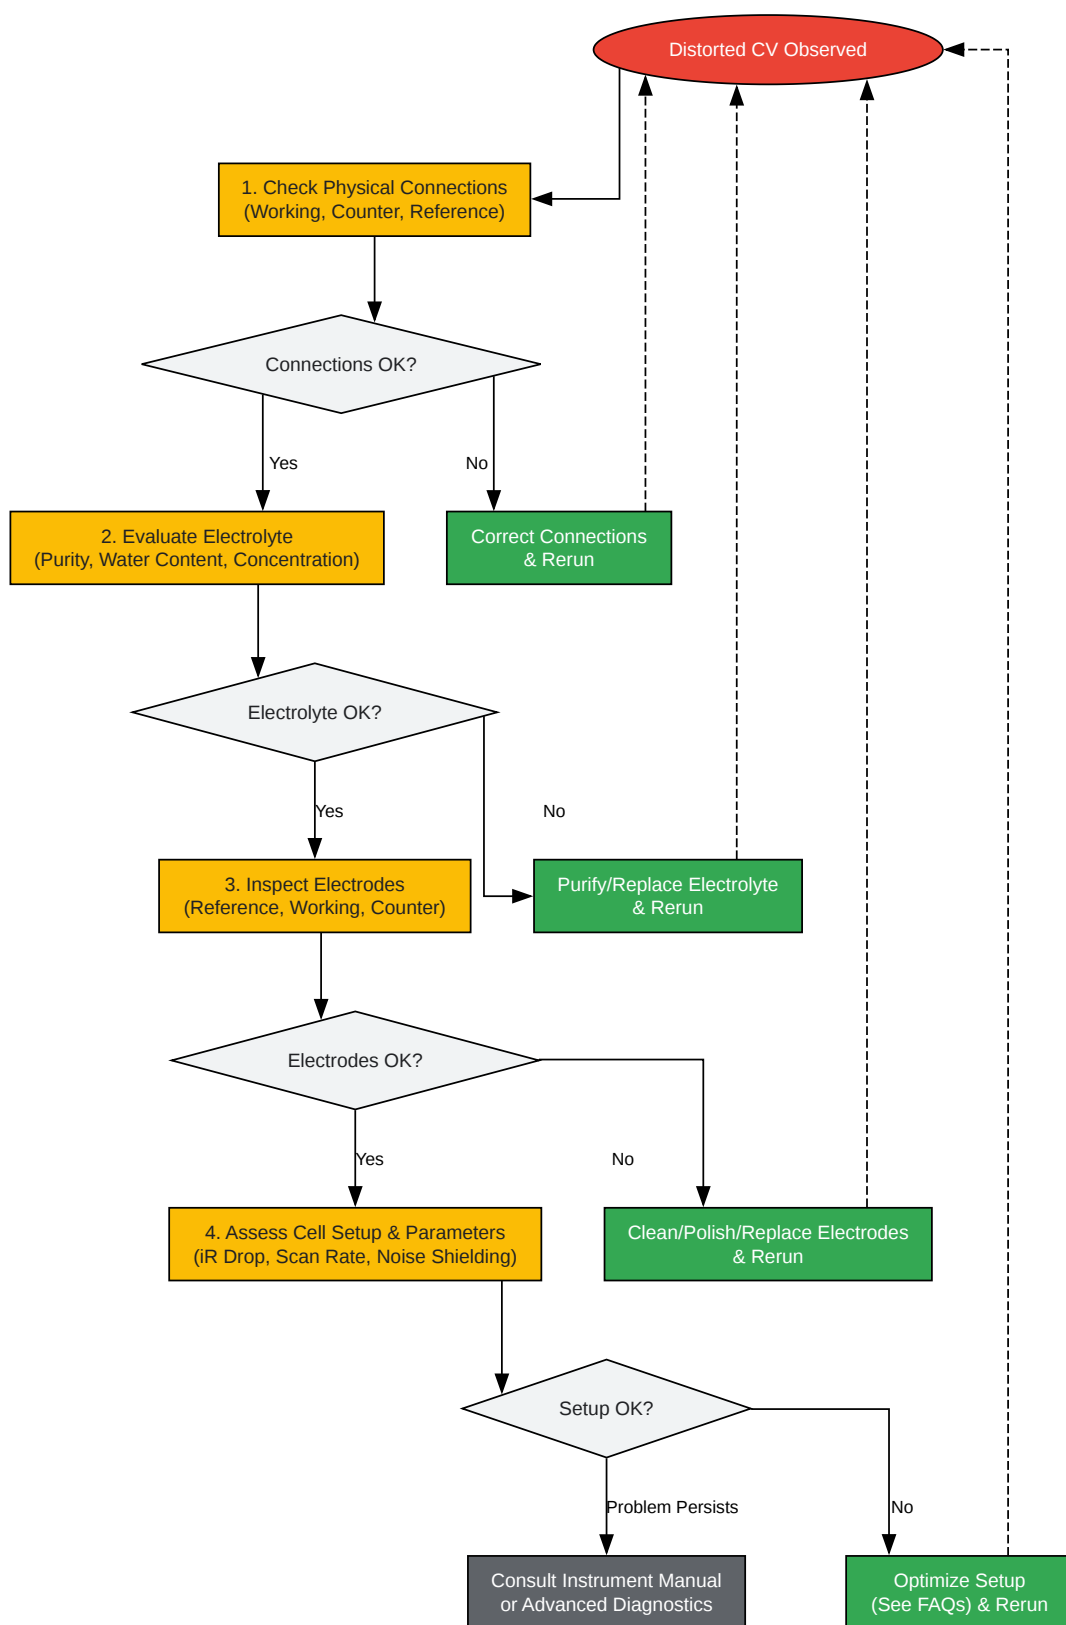 Distorted CV Observed
1. Check Physical Connections
(Working, Counter, Reference)
Connections OK?
Yes
No
2. Evaluate Electrolyte
(Purity, Water Content, Concentration)
Correct Connections
& Rerun
Electrolyte OK?
Yes
No
3. Inspect Electrodes
(Reference, Working, Counter)
Purify/Replace Electrolyte
& Rerun
Electrodes OK?
Yes
No
4. Assess Cell Setup & Parameters
(iR Drop, Scan Rate, Noise Shielding)
Clean/Polish/Replace Electrodes
& Rerun
Setup OK?
Problem Persists
No
Consult Instrument Manual
or Advanced Diagnostics
Optimize Setup
(See FAQs) & Rerun